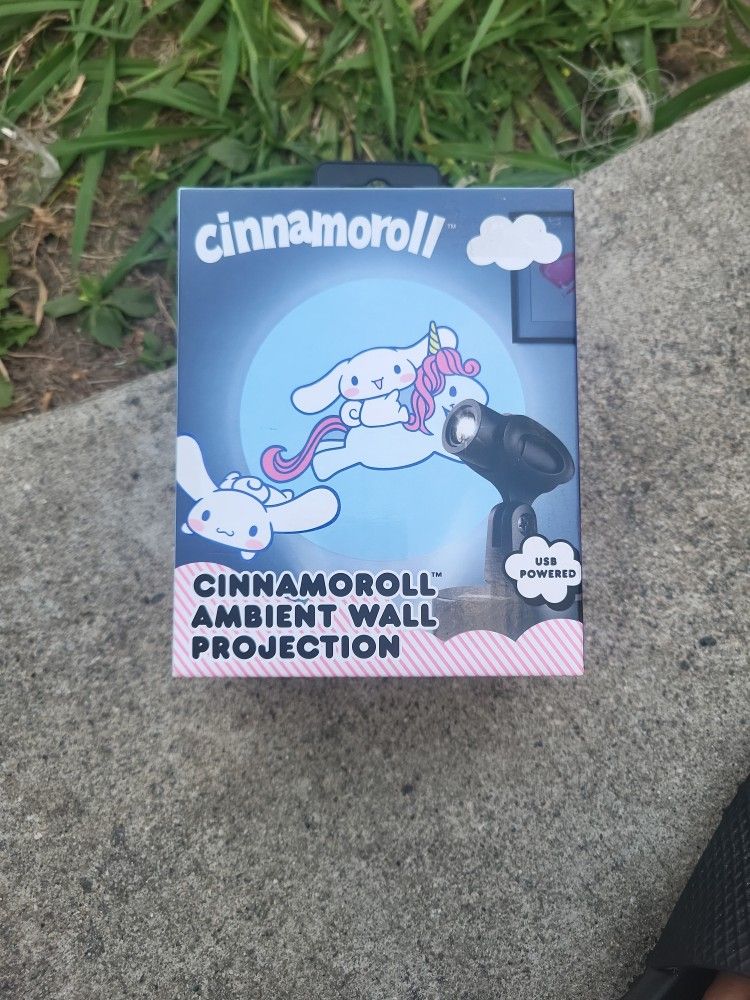 cinnamoroll™
USB
POWERED
CINNAMOROLL™
AMBIENT WALL
PROJECTION